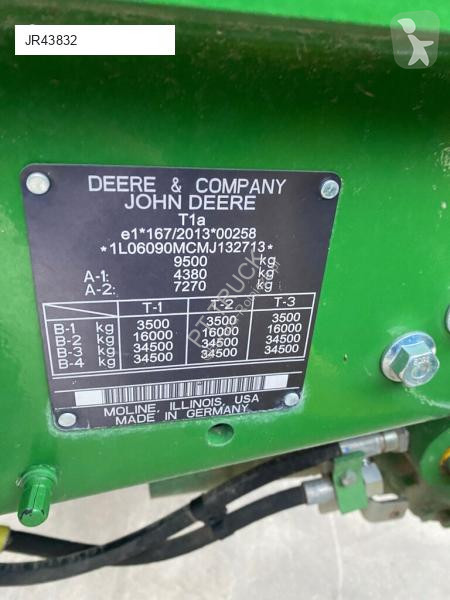 JR43832
DEERE & COMPANY
JOHN DEERE
T1a
e1*167/2013*00258
*1L06090MCMJ132713*
9500 kg
A-1: 4380 kg
A-2: 7270 kg
T-1 T-2 T-3
B-1 kg 3500 3500 3500
B-2 kg 16000 16000 16000
B-3 kg 34500 34500 34500
B-4 kg 34500 34500 34500
MOLINE, ILLINOIS, USA
MADE IN GERMANY
PT-TRUCK